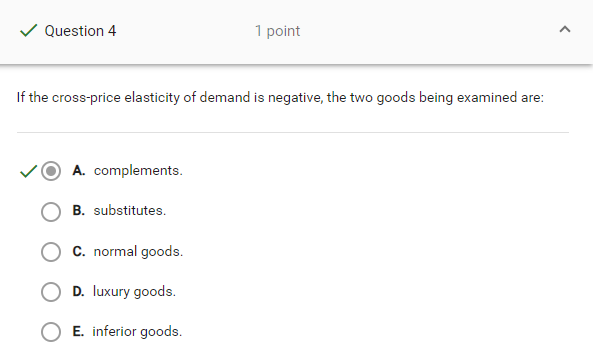 Question 4 1 point
If the cross-price elasticity of demand is negative, the two goods being examined are:
A. complements.
B. substitutes.
C. normal goods.
D. luxury goods.
E. inferior goods.